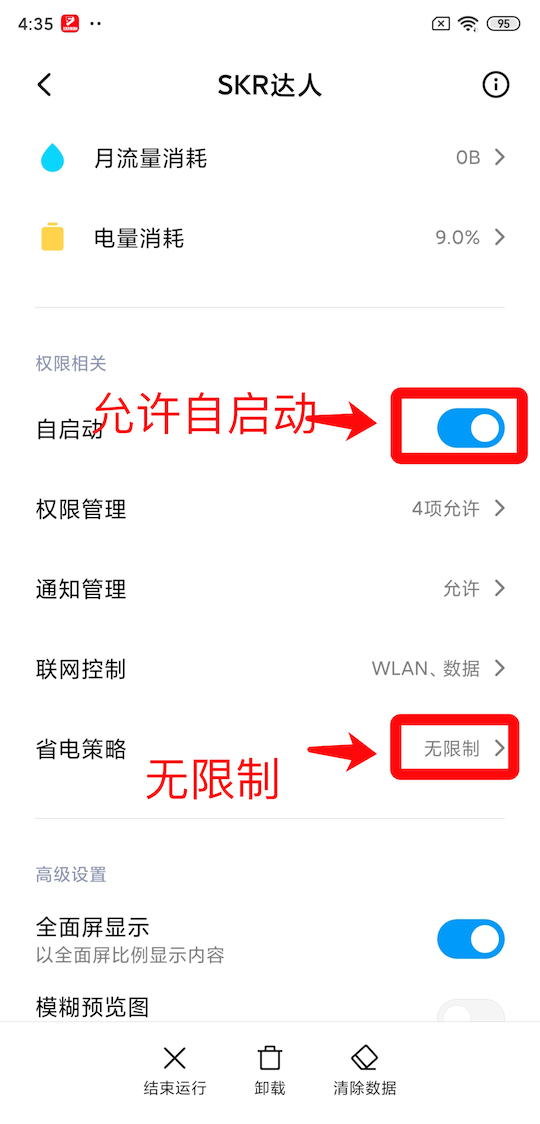 4:35
95
SKR达人
月流量消耗 0B
电量消耗 9.0%
权限相关
自启动 允许自启动
权限管理 4项允许
通知管理 允许
联网控制 WLAN、数据
省电策略 无限制
无限制
高级设置
全面屏显示
以全面屏比例显示内容
模糊预览图
结束运行 卸载 清除数据